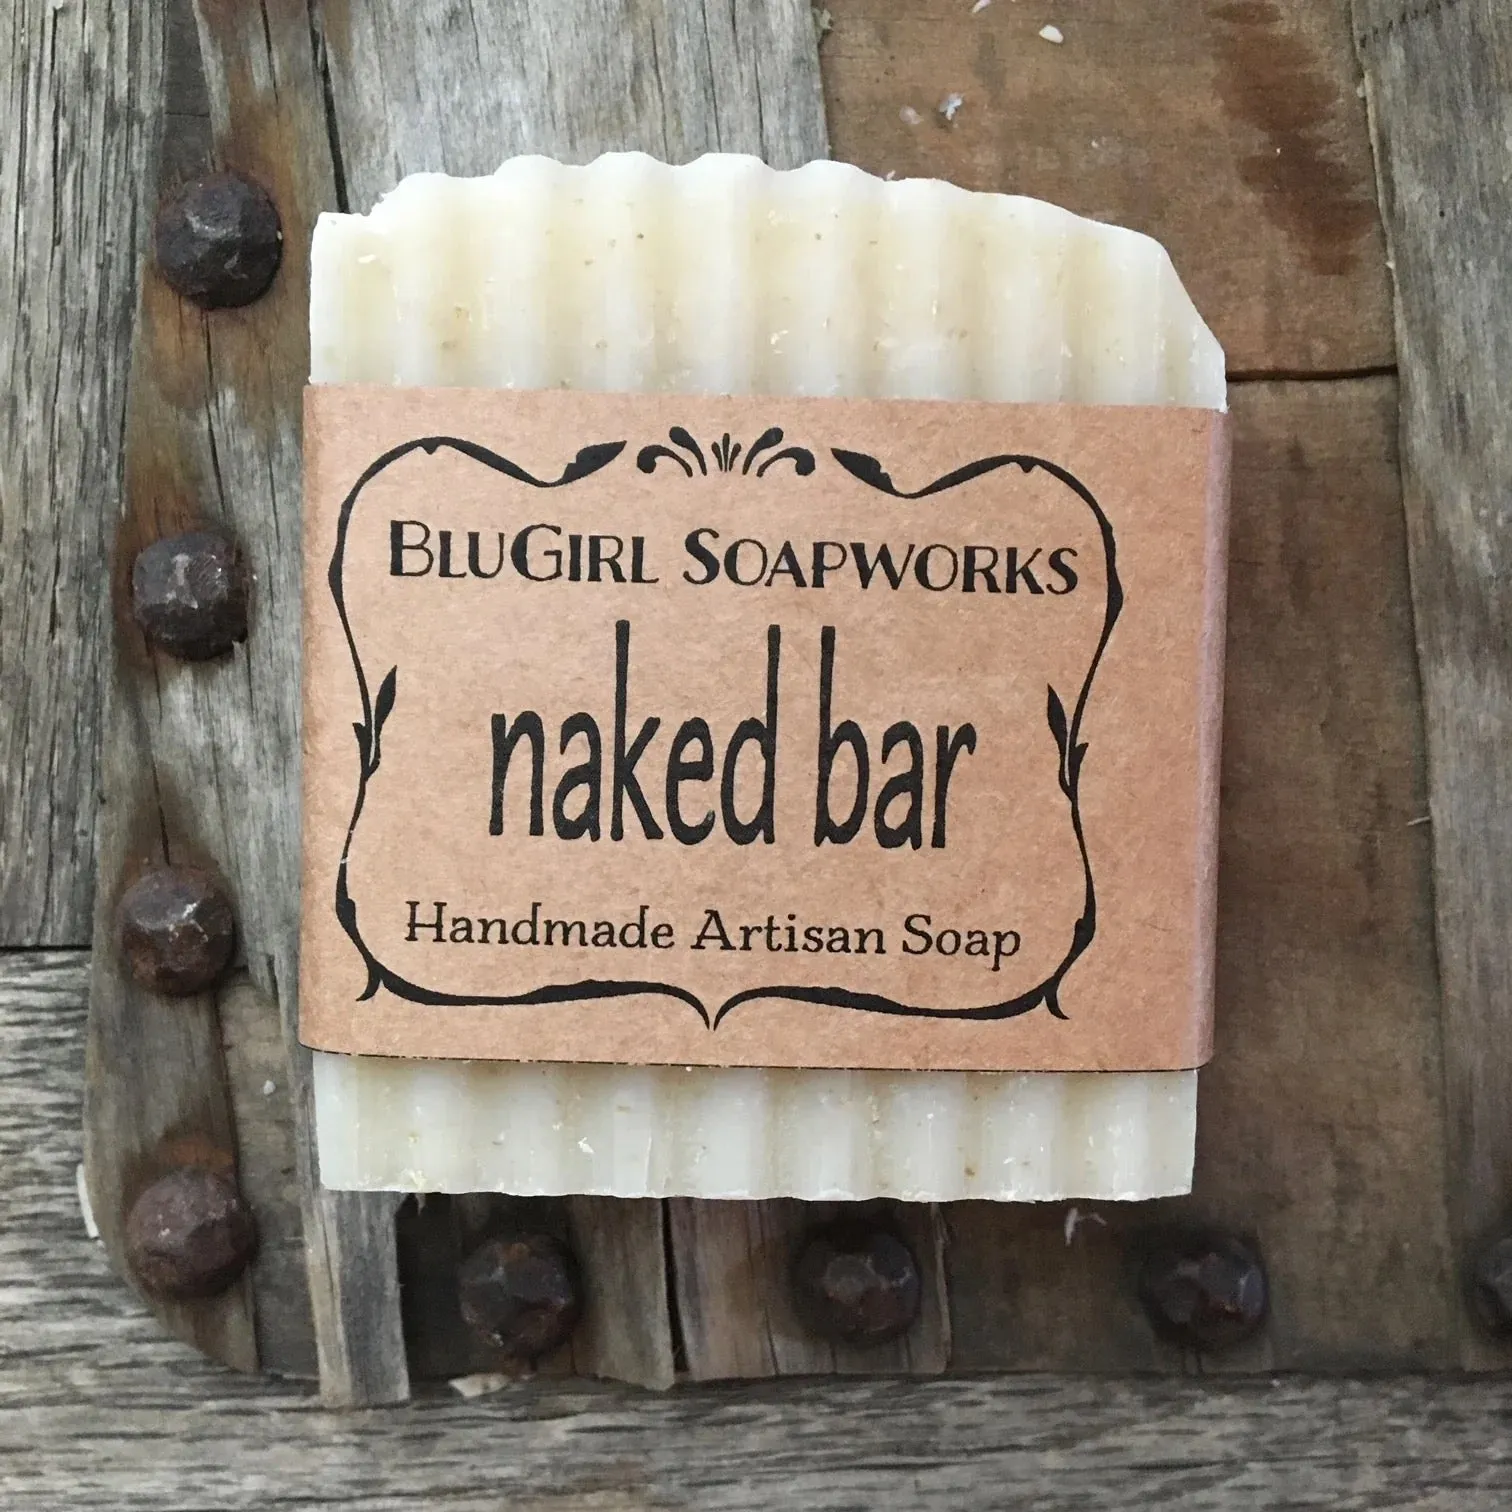 BluGirl Soapworks
naked bar
Handmade Artisan Soap